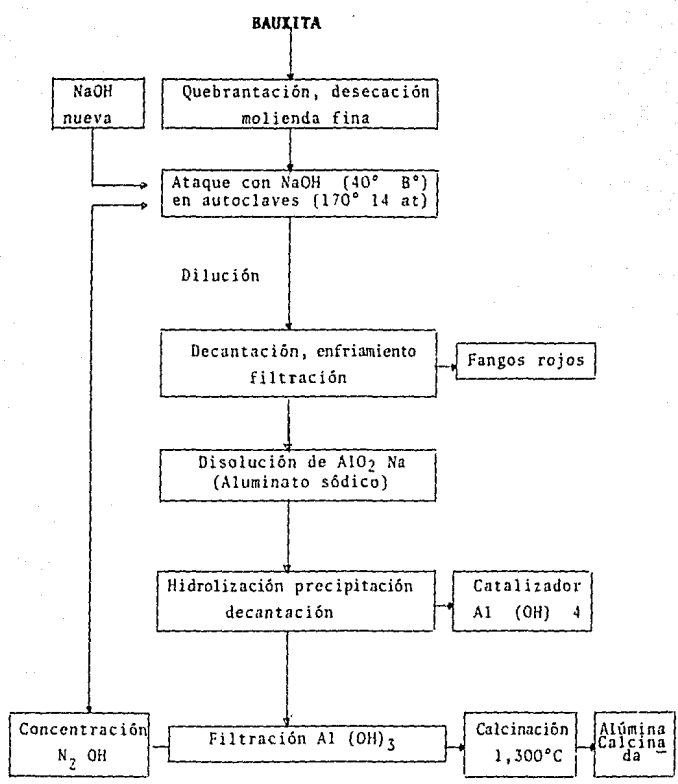 BAUXITA
NaOH
nueva
Quebrantación, desecación
molienda fina
Ataque con NaOH (40° B°)
en autoclaves (170° 14 at)
Dilución
Decantación, enfriamiento
filtración
Fangos rojos
Disolución de AlO₂ Na
(Aluminato sódico)
Hidrolización precipitación
decantación
Catalizador
Al (OH) 4
Concentración
N₂ OH
Filtración Al (OH)₃
Calcinación
1,300°C
Alúmina
Calcina
da